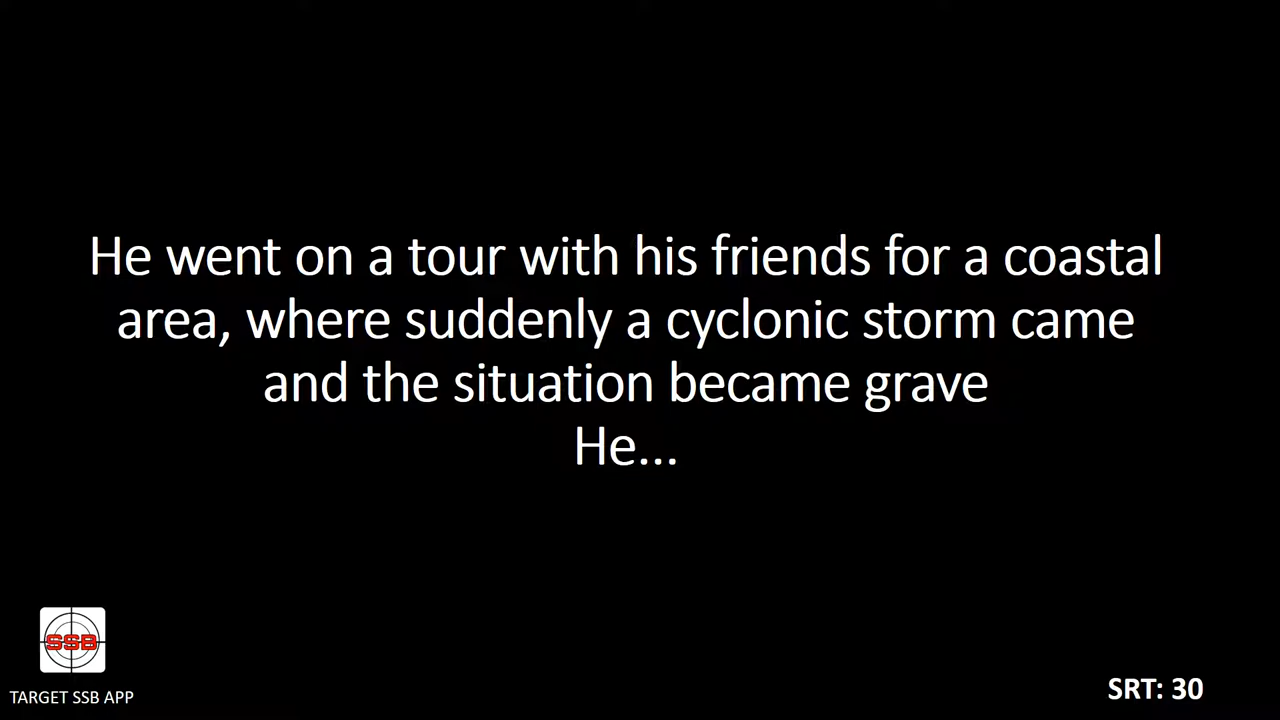 He went on a tour with his friends for a coastal
area, where suddenly a cyclonic storm came
and the situation became grave
He...
SSB
TARGET SSB APP
SRT: 30